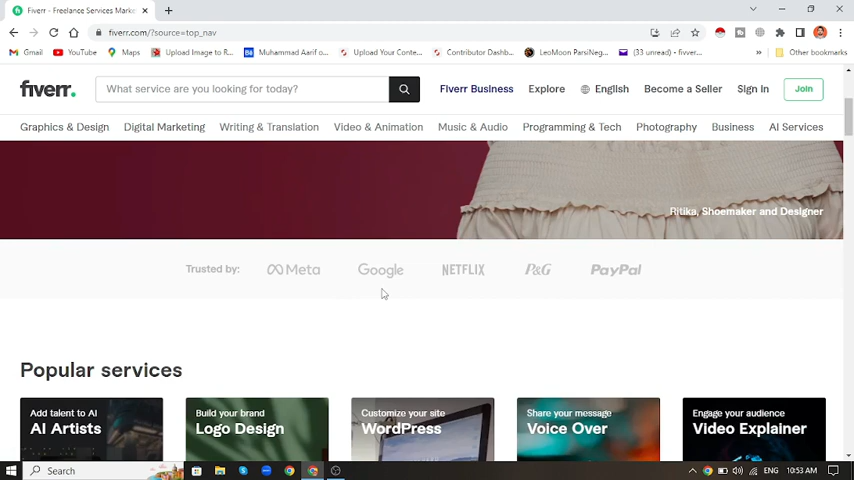 Fiverr - Freelance Services Marke
fiverr.com/?source=top_nav
Gmail YouTube Maps Upload Image to R... Muhammad Aarif o... Upload Your Conte... Contributor Dashb... LeoMoon ParsiNeg... (33 unread) - fivver... » Other bookmarks
fiverr. What service are you looking for today? Fiverr Business Explore English Become a Seller Sign In Join
Graphics & Design Digital Marketing Writing & Translation Video & Animation Music & Audio Programming & Tech Photography Business AI Services
Ritika, Shoemaker and Designer
Trusted by: Meta Google NETFLIX P&G PayPal
Popular services
Add talent to AI Build your brand Customize your site Share your message Engage your audience
AI Artists Logo Design WordPress Voice Over Video Explainer
Search ENG 10:53 AM